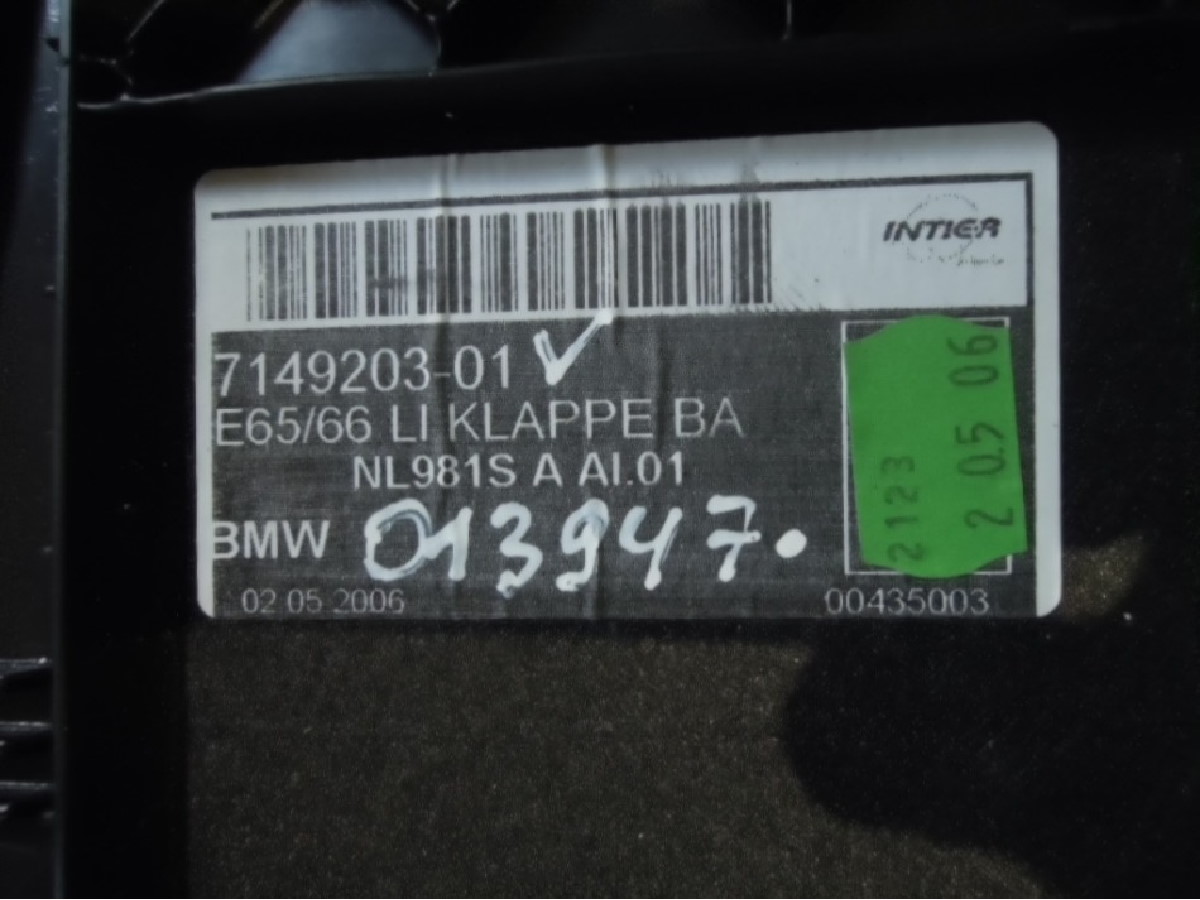 INTIER
7149203-01
E65/66 LI KLAPPE BA
NL981S A AI.01
BMW 013947.
02.05.2006
00435003
2123
2 05 06